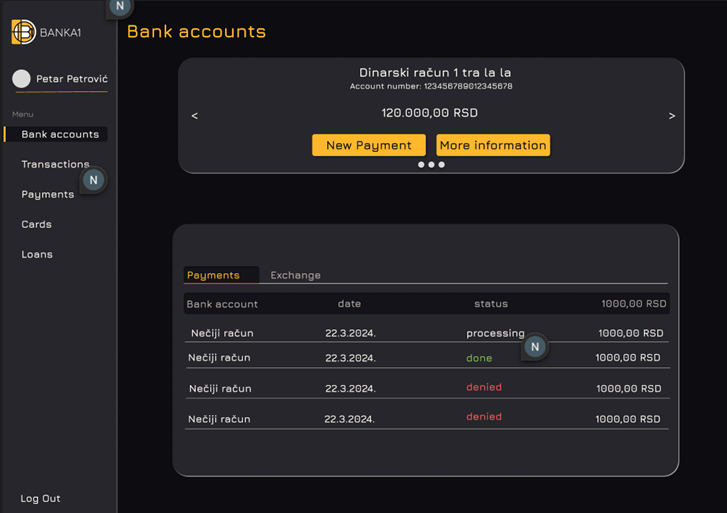 N
BANKA1
Bank accounts
Petar Petrović
Menu
Bank accounts
Transactions
N
Payments
Cards
Loans
Log Out
Dinarski račun 1 tra la la
Account number: 123456789012345678
< 120.000,00 RSD >
New Payment More information
Payments Exchange
Bank account date status 1000,00 RSD
Nečiji račun 22.3.2024. processing 1000,00 RSD
N
Nečiji račun 22.3.2024. done 1000,00 RSD
Nečiji račun 22.3.2024. denied 1000,00 RSD
Nečiji račun 22.3.2024. denied 1000,00 RSD